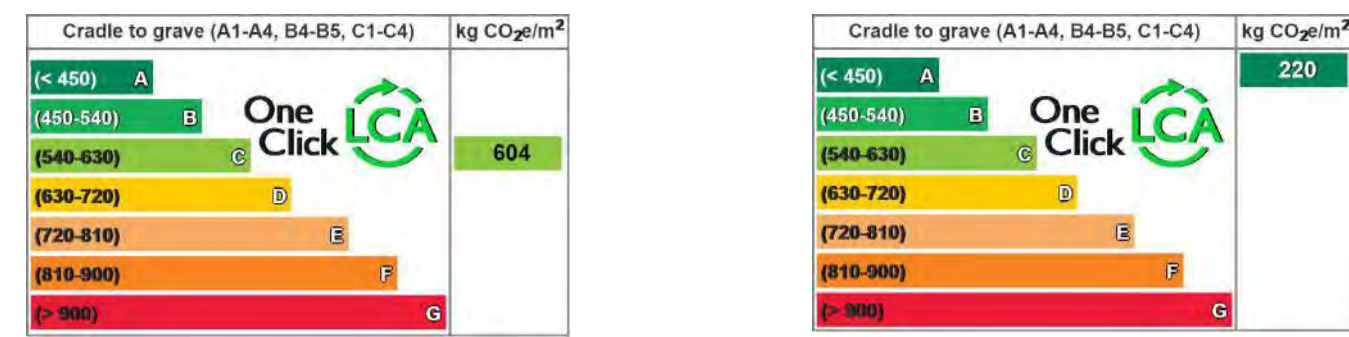 Cradle to grave (A1-A4, B4-B5, C1-C4) kg CO₂e/m²
(< 450) A
(450-540) B
(540-630) C 604
(630-720) D
(720-810) E
(810-900) F
(> 900) G
One
Click LCA
Cradle to grave (A1-A4, B4-B5, C1-C4) kg CO₂e/m²
(< 450) A 220
(450-540) B
(540-630) C
(630-720) D
(720-810) E
(810-900) F
(> 900) G
One
Click LCA